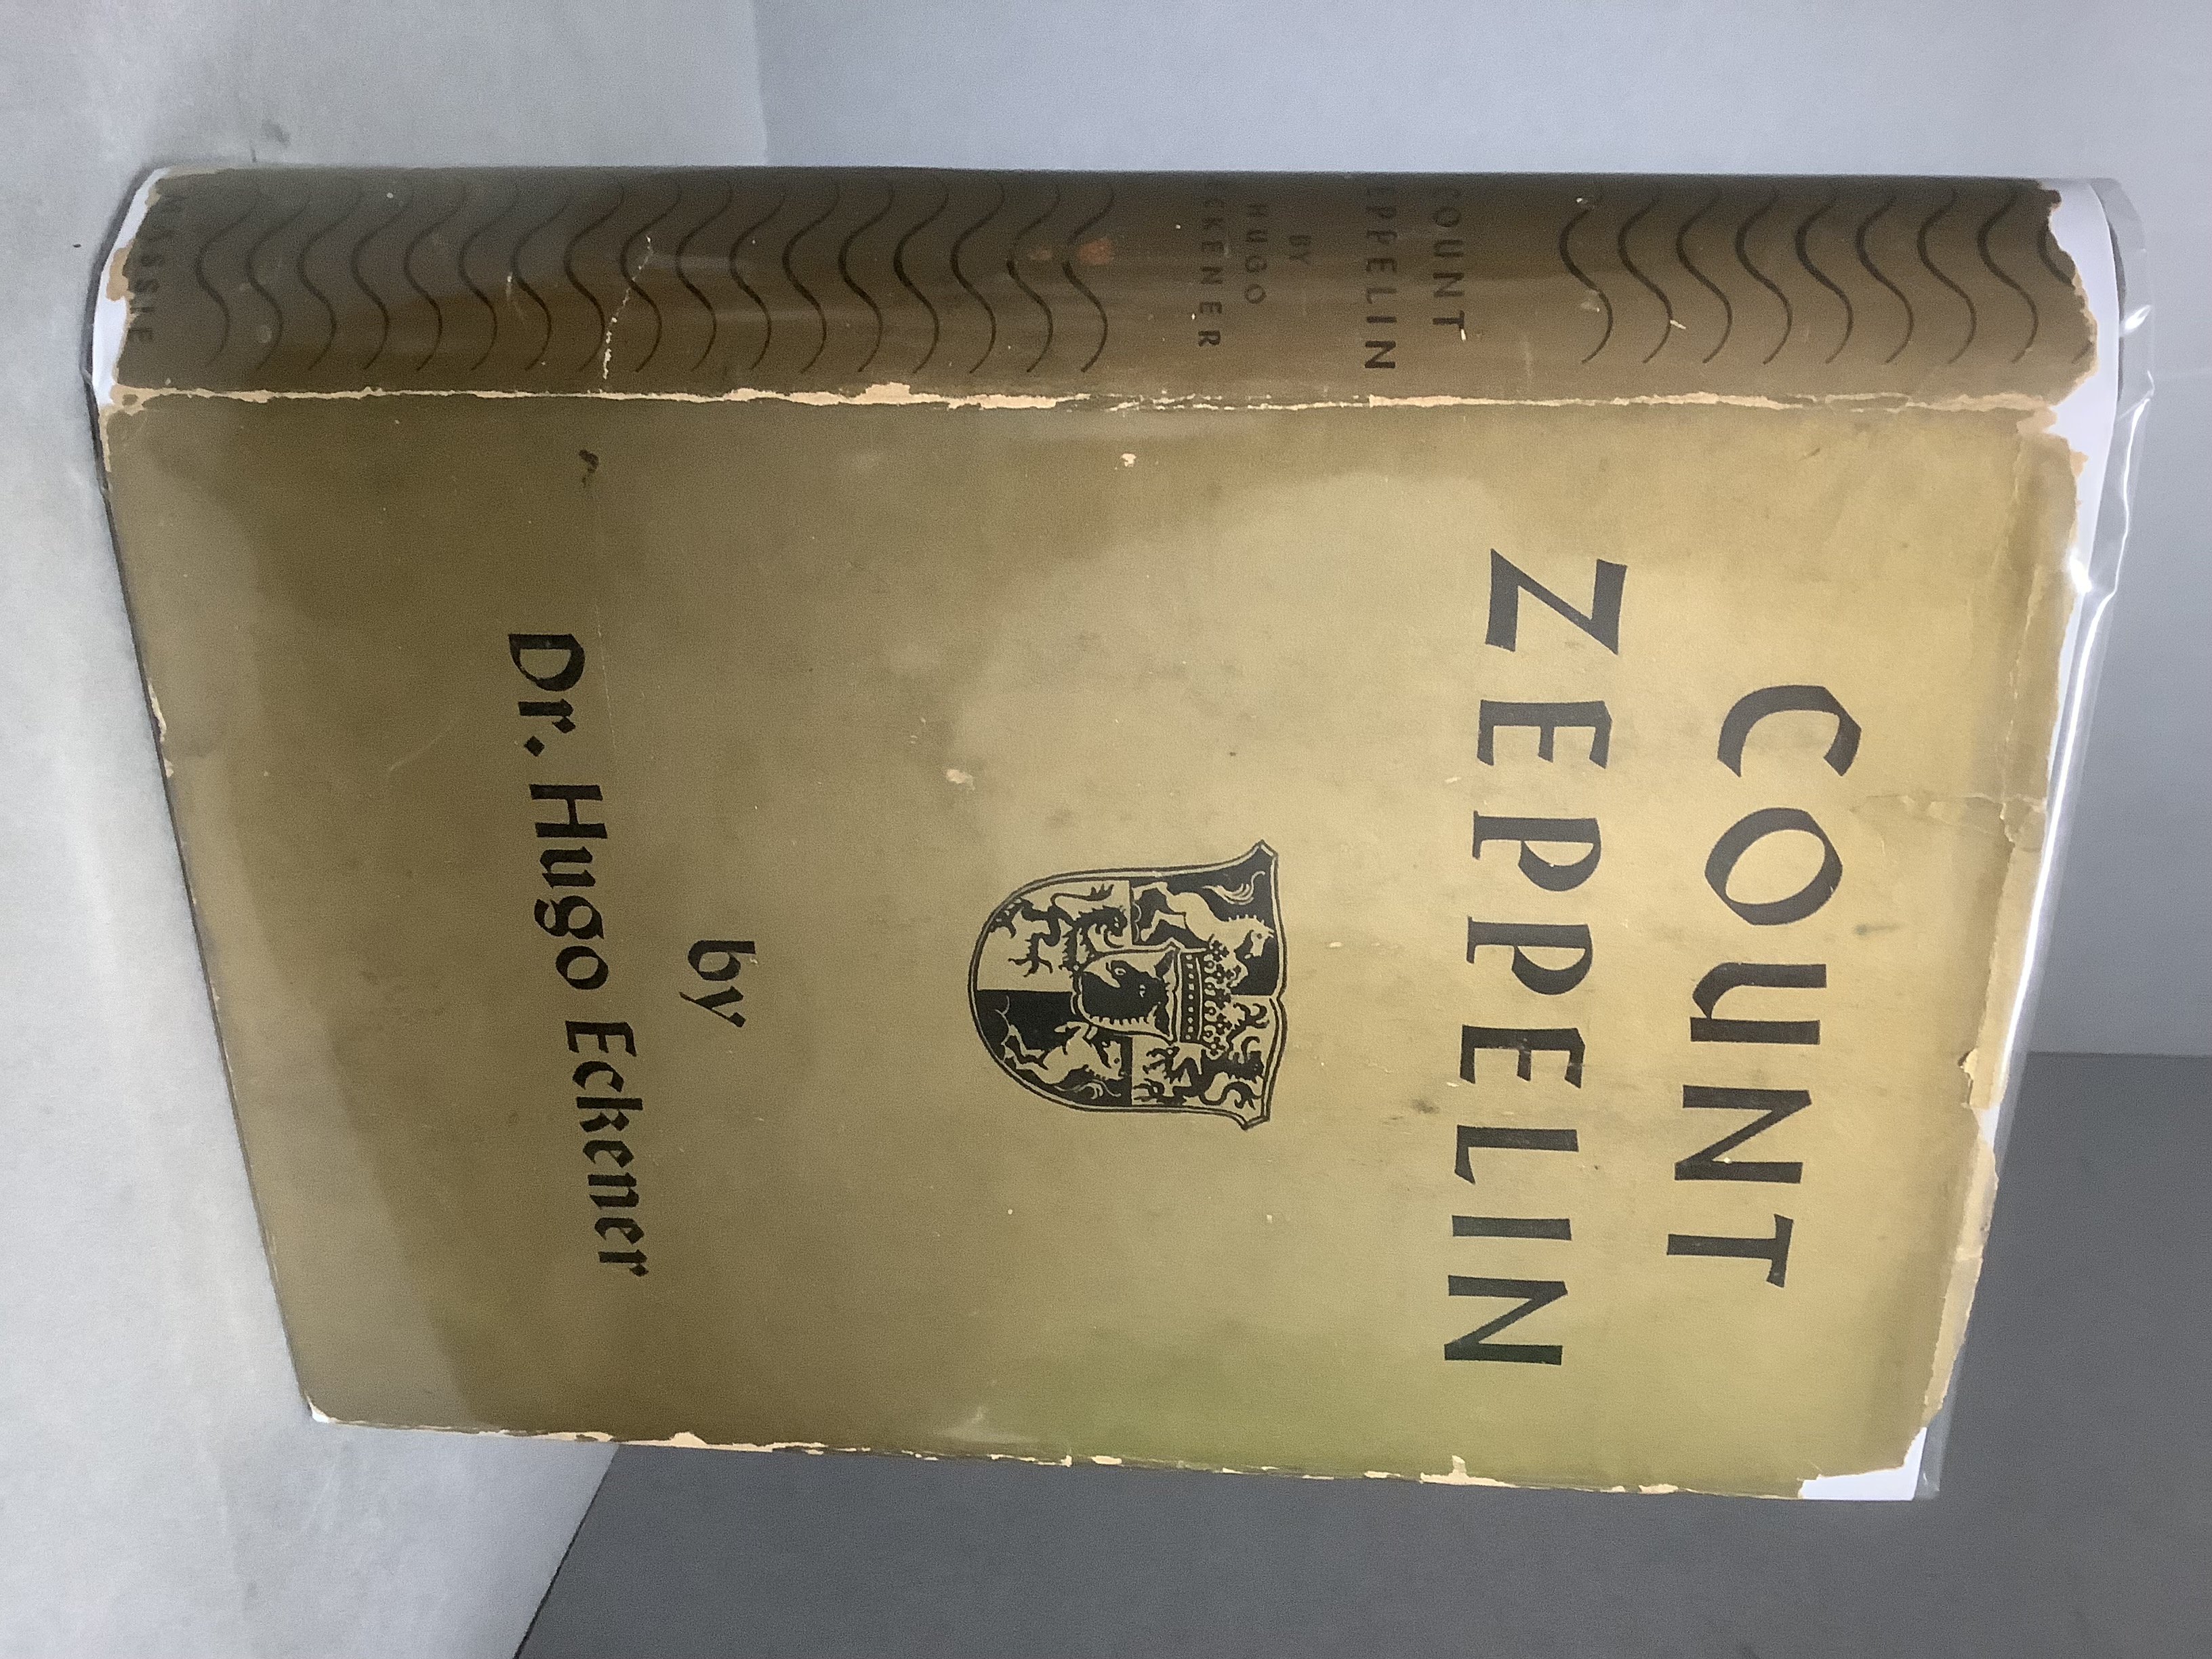 COUNT
ZEPPELIN
by
Dr. Hugo Eckener
COUNT
EPPELIN
BY
HUGO
ECKENER
MASSIE